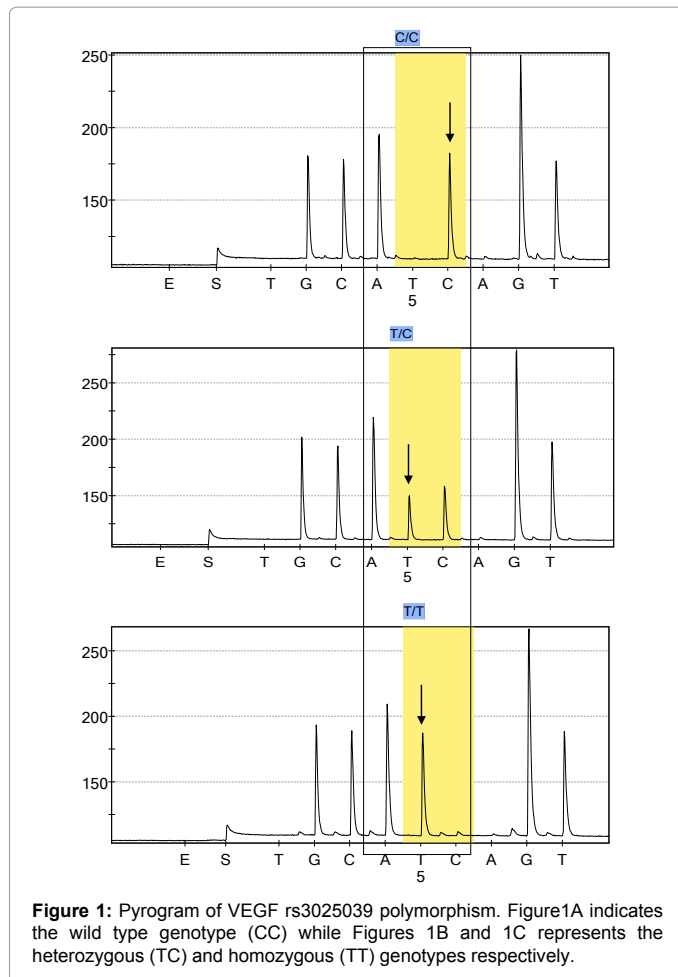 C/C
250
200
150
E S T G C A T C A G T
5
T/C
250
200
150
E S T G C A T C A G T
5
T/T
250
200
150
E S T G C A T C A G T
5
Figure 1: Pyrogram of VEGF rs3025039 polymorphism. Figure1A indicates
the wild type genotype (CC) while Figures 1B and 1C represents the
heterozygous (TC) and homozygous (TT) genotypes respectively.